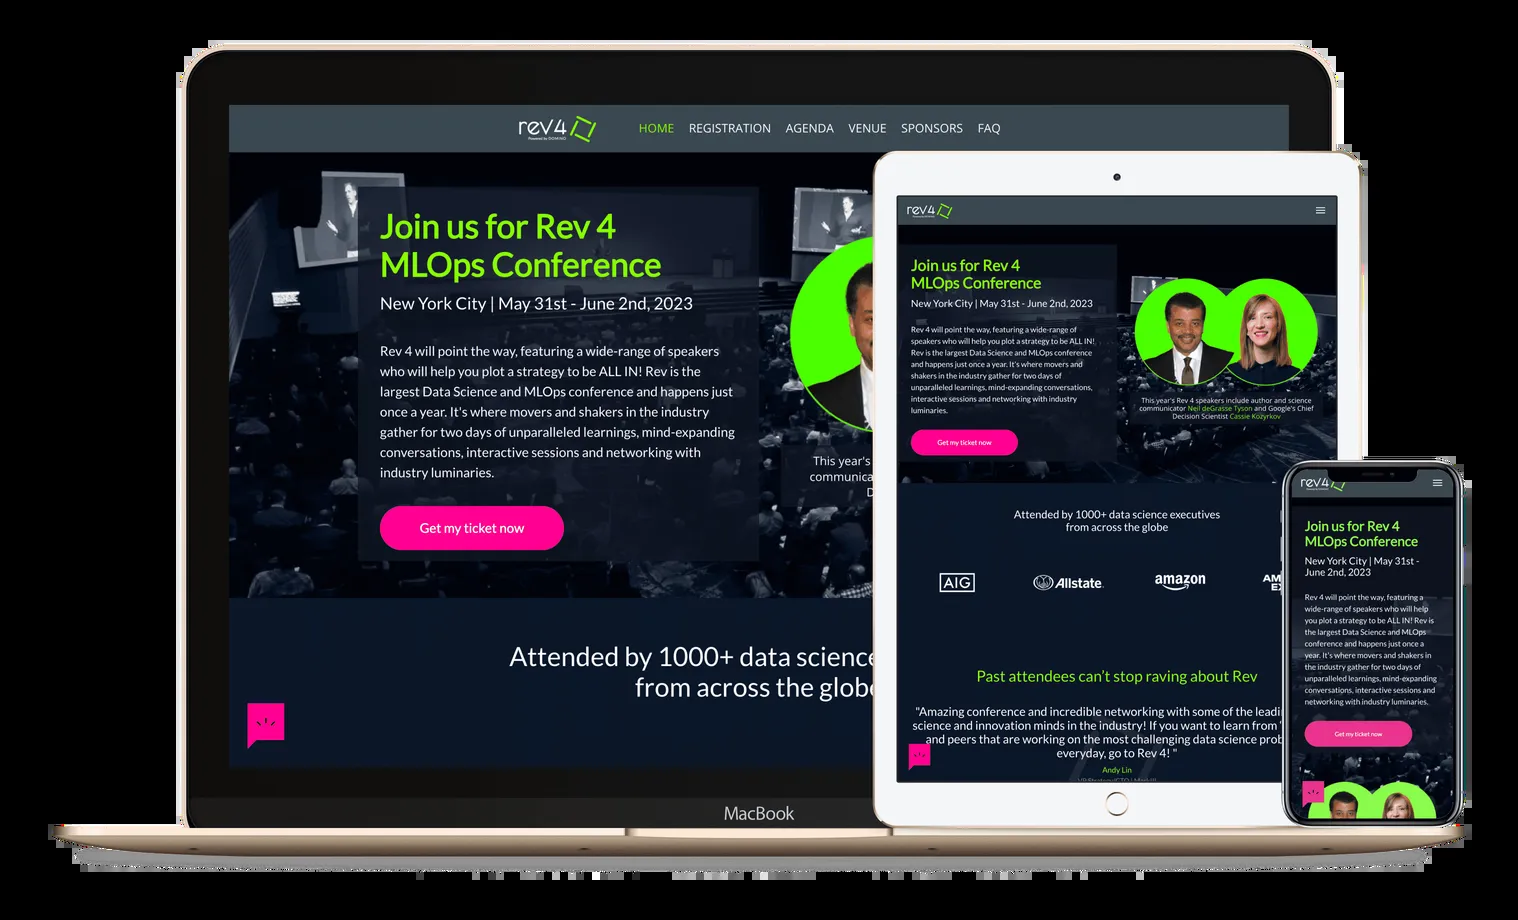 rev4
Powered by DOMINO
HOME REGISTRATION AGENDA VENUE SPONSORS FAQ
Join us for Rev 4
MLOps Conference
New York City | May 31st - June 2nd, 2023
Rev 4 will point the way, featuring a wide-range of speakers
who will help you plot a strategy to be ALL IN! Rev is the
largest Data Science and MLOps conference and happens just
once a year. It's where movers and shakers in the industry
gather for two days of unparalleled learnings, mind-expanding
conversations, interactive sessions and networking with
industry luminaries.
Get my ticket now
This year's
communica
D
Attended by 1000+ data science
from across the globe
MacBook
rev4
Join us for Rev 4
MLOps Conference
New York City | May 31st - June 2nd, 2023
Rev 4 will point the way, featuring a wide-range of
speakers who will help you plot a strategy to be ALL IN!
Rev is the largest Data Science and MLOps conference
and happens just once a year. It's where movers and
shakers in the industry gather for two days of
unparalleled learnings, mind-expanding conversations,
interactive sessions and networking with industry
luminaries.
Get my ticket now
This year's Rev 4 speakers include author and science
communicator Neil deGrasse Tyson and Google's Chief
Decision Scientist Cassie Kozyrkov
Attended by 1000+ data science executives
from across the globe
AIG Allstate. amazon AM
EX
Past attendees can't stop raving about Rev
"Amazing conference and incredible networking with some of the leadi
science and innovation minds in the industry! If you want to learn from
and peers that are working on the most challenging data science prob
everyday, go to Rev 4! "
Andy Lin
rev4
Join us for Rev 4
MLOps Conference
New York City | May 31st -
June 2nd, 2023
Rev 4 will point the way, featuring a
wide-range of speakers who will help
you plot a strategy to be ALL IN! Rev is
the largest Data Science and MLOps
conference and happens just once a
year. It's where movers and shakers in
the industry gather for two days of
unparalleled learnings, mind-expanding
conversations, interactive sessions and
networking with industry luminaries.
Get my ticket now